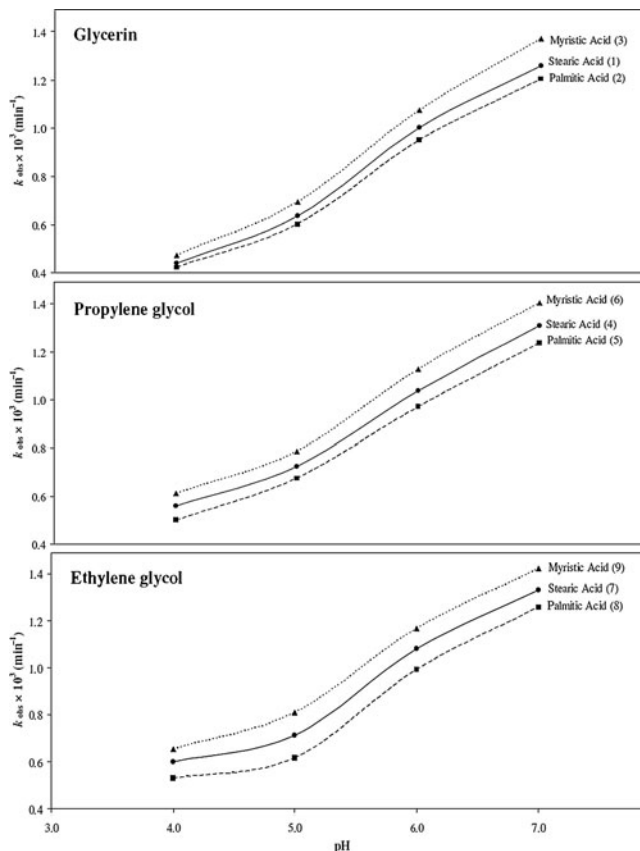 Glycerin
Myristic Acid (3)
Stearic Acid (1)
Palmitic Acid (2)
k obs × 10³ (min⁻¹)
1.4
1.2
1.0
0.8
0.6
0.4
Propylene glycol
Myristic Acid (6)
Stearic Acid (4)
Palmitic Acid (5)
k obs × 10³ (min⁻¹)
1.4
1.2
1.0
0.8
0.6
0.4
Ethylene glycol
Myristic Acid (9)
Stearic Acid (7)
Palmitic Acid (8)
k obs × 10³ (min⁻¹)
1.4
1.2
1.0
0.8
0.6
0.4
3.0 4.0 5.0 6.0 7.0
pH